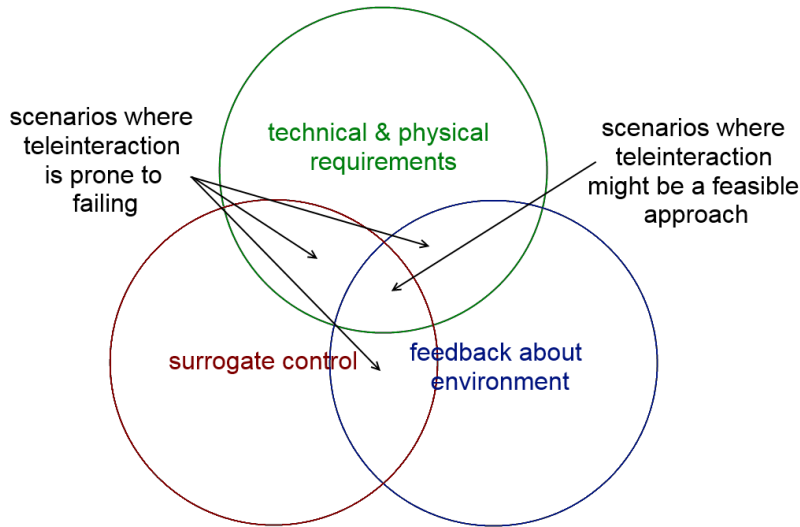 scenarios where
teleinteraction
is prone to
failing
technical & physical
requirements
scenarios where
teleinteraction
might be a feasible
approach
surrogate control
feedback about
environment